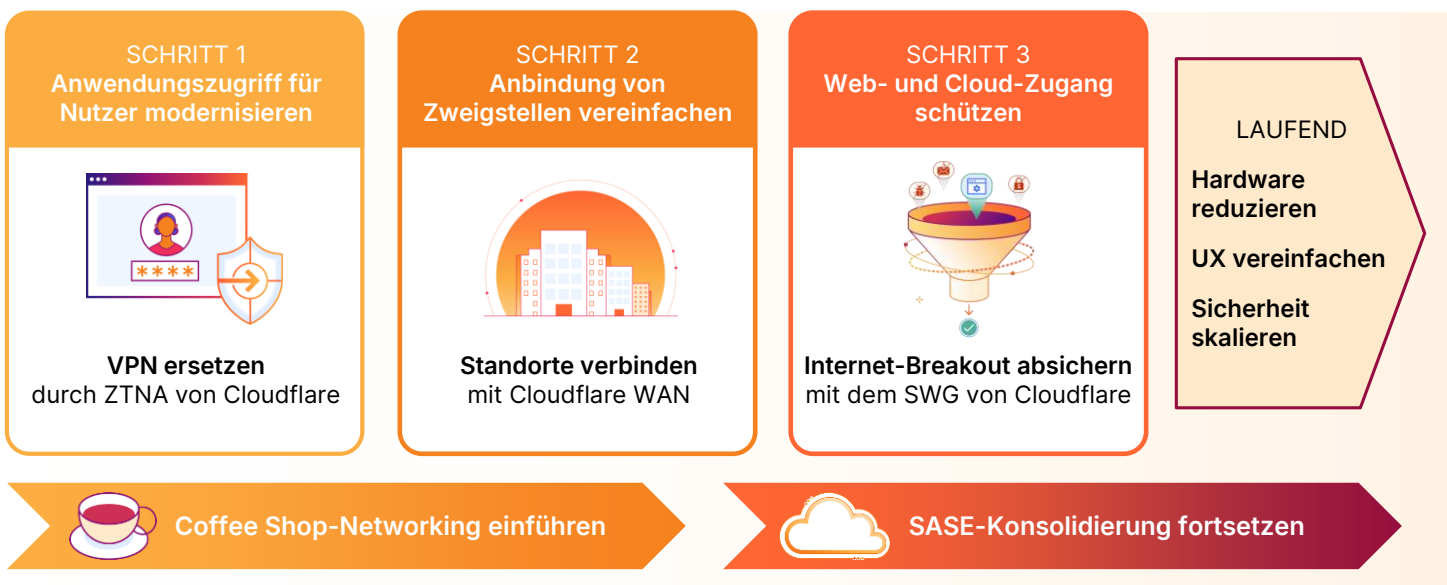 SCHRITT 1
Anwendungszugriff für
Nutzer modernisieren
****
VPN ersetzen
durch ZTNA von Cloudflare
SCHRITT 2
Anbindung von
Zweigstellen vereinfachen
Standorte verbinden
mit Cloudflare WAN
SCHRITT 3
Web- und Cloud-Zugang
schützen
Internet-Breakout absichern
mit dem SWG von Cloudflare
LAUFEND
Hardware
reduzieren
UX vereinfachen
Sicherheit
skalieren
Coffee Shop-Networking einführen
SASE-Konsolidierung fortsetzen